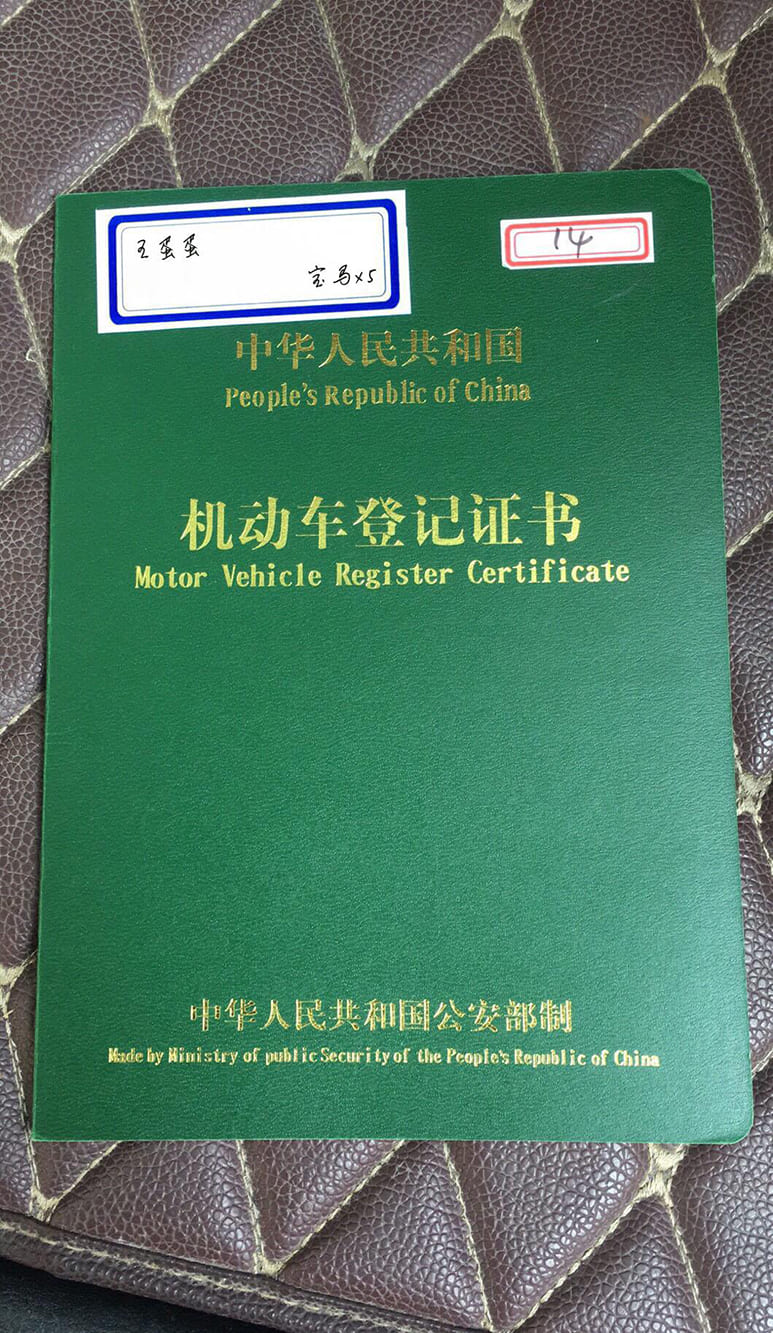 王蛋蛋
宝马x5
14
中华人民共和国
People's Republic of China
机动车登记证书
Motor Vehicle Register Certificate
中华人民共和国公安部制
Made by Ministry of public Security of the People's Republic of China